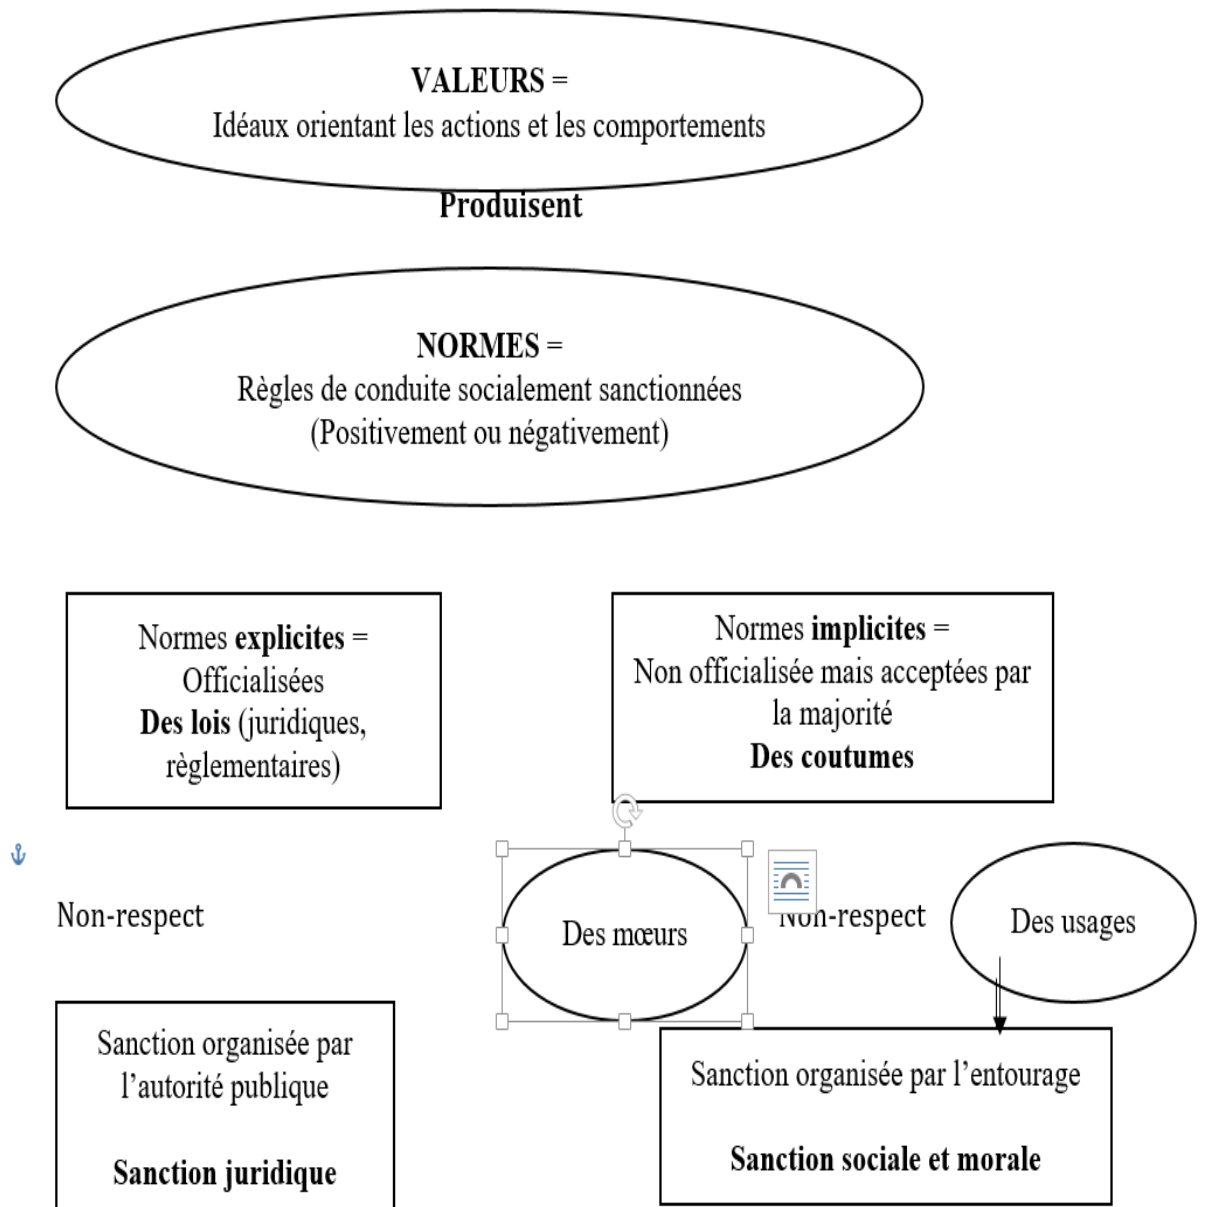 VALEURS =
Idéaux orientant les actions et les comportements
Produisent
NORMES =
Règles de conduite socialement sanctionnées
(Positivement ou négativement)
Normes explicites =
Officialisées
Des lois (juridiques,
règlementaires)
Normes implicites =
Non officialisée mais acceptées par
la majorité
Des coutumes
Non-respect
Des mœurs
Non-respect
Des usages
Sanction organisée par
l’autorité publique
Sanction juridique
Sanction organisée par l’entourage
Sanction sociale et morale